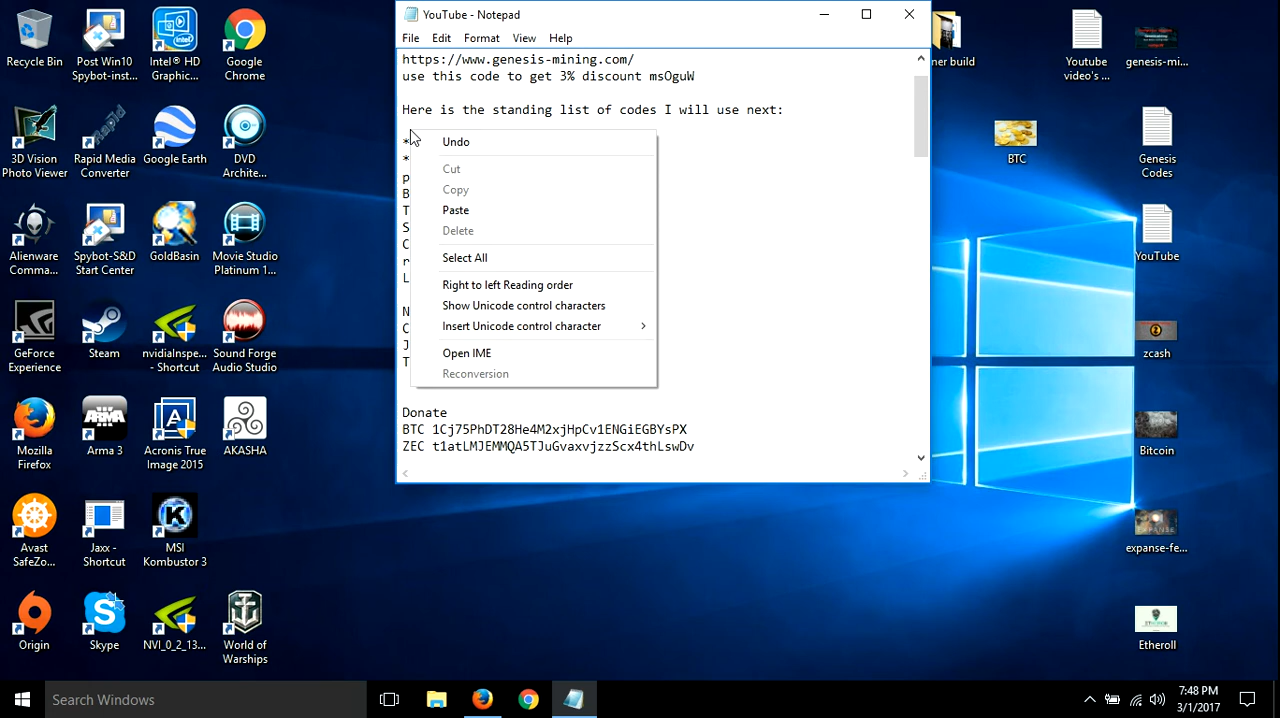 YouTube - Notepad
File Edit Format View Help
https://www.genesis-mining.com/
use this code to get 3% discount msOguW
Here is the standing list of codes I will use next:
*
*
p
B
T
S
C
r
L
N
C
J
T
Undo
Cut
Copy
Paste
Delete
Select All
Right to left Reading order
Show Unicode control characters
Insert Unicode control character
Open IME
Reconversion
Donate
BTC 1Cj75PhDT28He4M2xjHpCv1ENGiEGBYsPX
ZEC t1atLMJEMMQA5TJuGvaxvjzzScx4thLswDv
Recycle Bin
Post Win10
Spybot-inst...
Intel® HD
Graphic...
Google
Chrome
3D Vision
Photo Viewer
Rapid Media
Converter
Google Earth
DVD
Archite...
Alienware
Comma...
Spybot-S&D
Start Center
GoldBasin
Movie Studio
Platinum 1...
GeForce
Experience
Steam
nvidiaInspe...
- Shortcut
Sound Forge
Audio Studio
Mozilla
Firefox
Arma 3
Acronis True
Image 2015
AKASHA
Avast
SafeZo...
Jaxx -
Shortcut
MSI
Kombustor 3
Origin
Skype
NVI_0_2_13...
World of
Warships
ner build
Youtube
video's ...
genesis-mi...
BTC
Genesis
Codes
YouTube
zcash
Bitcoin
expanse-fe...
Etheroll
Search Windows
7:48 PM
3/1/2017